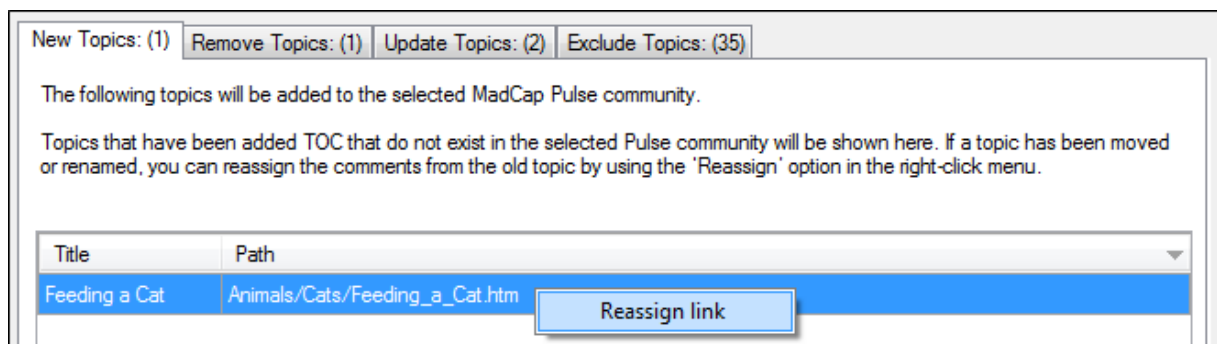 New Topics: (1) Remove Topics: (1) Update Topics: (2) Exclude Topics: (35)
The following topics will be added to the selected MadCap Pulse community.
Topics that have been added TOC that do not exist in the selected Pulse community will be shown here. If a topic has been moved
or renamed, you can reassign the comments from the old topic by using the 'Reassign' option in the right-click menu.
Title Path
Feeding a Cat Animals/Cats/Feeding_a_Cat.htm
Reassign link